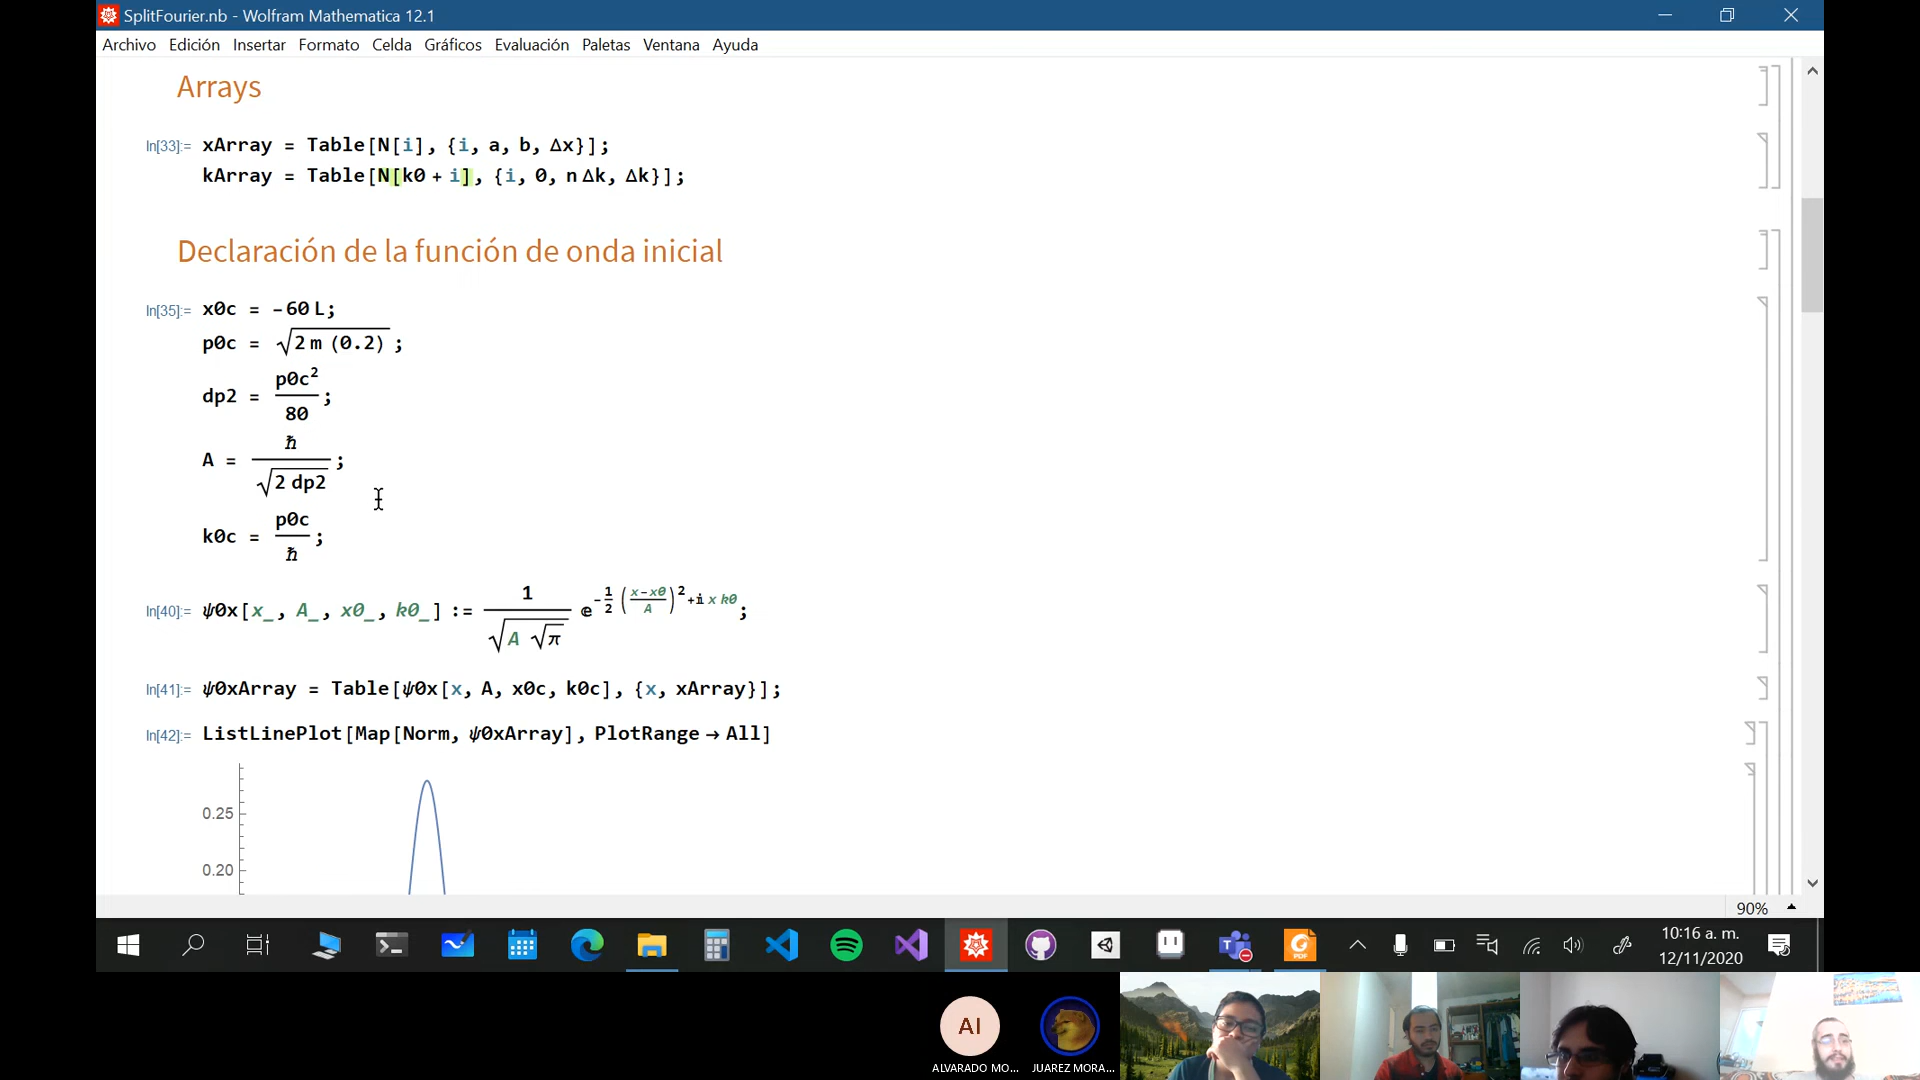 SplitFourier.nb - Wolfram Mathematica 12.1
Archivo Edición Insertar Formato Celda Gráficos Evaluación Paletas Ventana Ayuda
Arrays
In[33]:= xArray = Table[N[i], {i, a, b, Δx}];
kArray = Table[N[k0 + i], {i, 0, n Δk, Δk}];
Declaración de la función de onda inicial
In[35]:= x0c = -60 L;
p0c = √2 m (0.2) ;
dp2 = p0c² / 80 ;
A = ℏ / √2 dp2 ;
k0c = p0c / ℏ ;
In[40]:= ψ0x[x_, A_, x0_, k0_] := 1 / √(A √π) ⅇ^(-1/2 ((x-x0)/A)²+ⅈ x k0) ;
In[41]:= ψ0xArray = Table[ψ0x[x, A, x0c, k0c], {x, xArray}];
In[42]:= ListLinePlot[Map[Norm, ψ0xArray], PlotRange → All]
0.25
0.20
90%
10:16 a. m.
12/11/2020
AI
ALVARADO MO...
JUAREZ MORA...